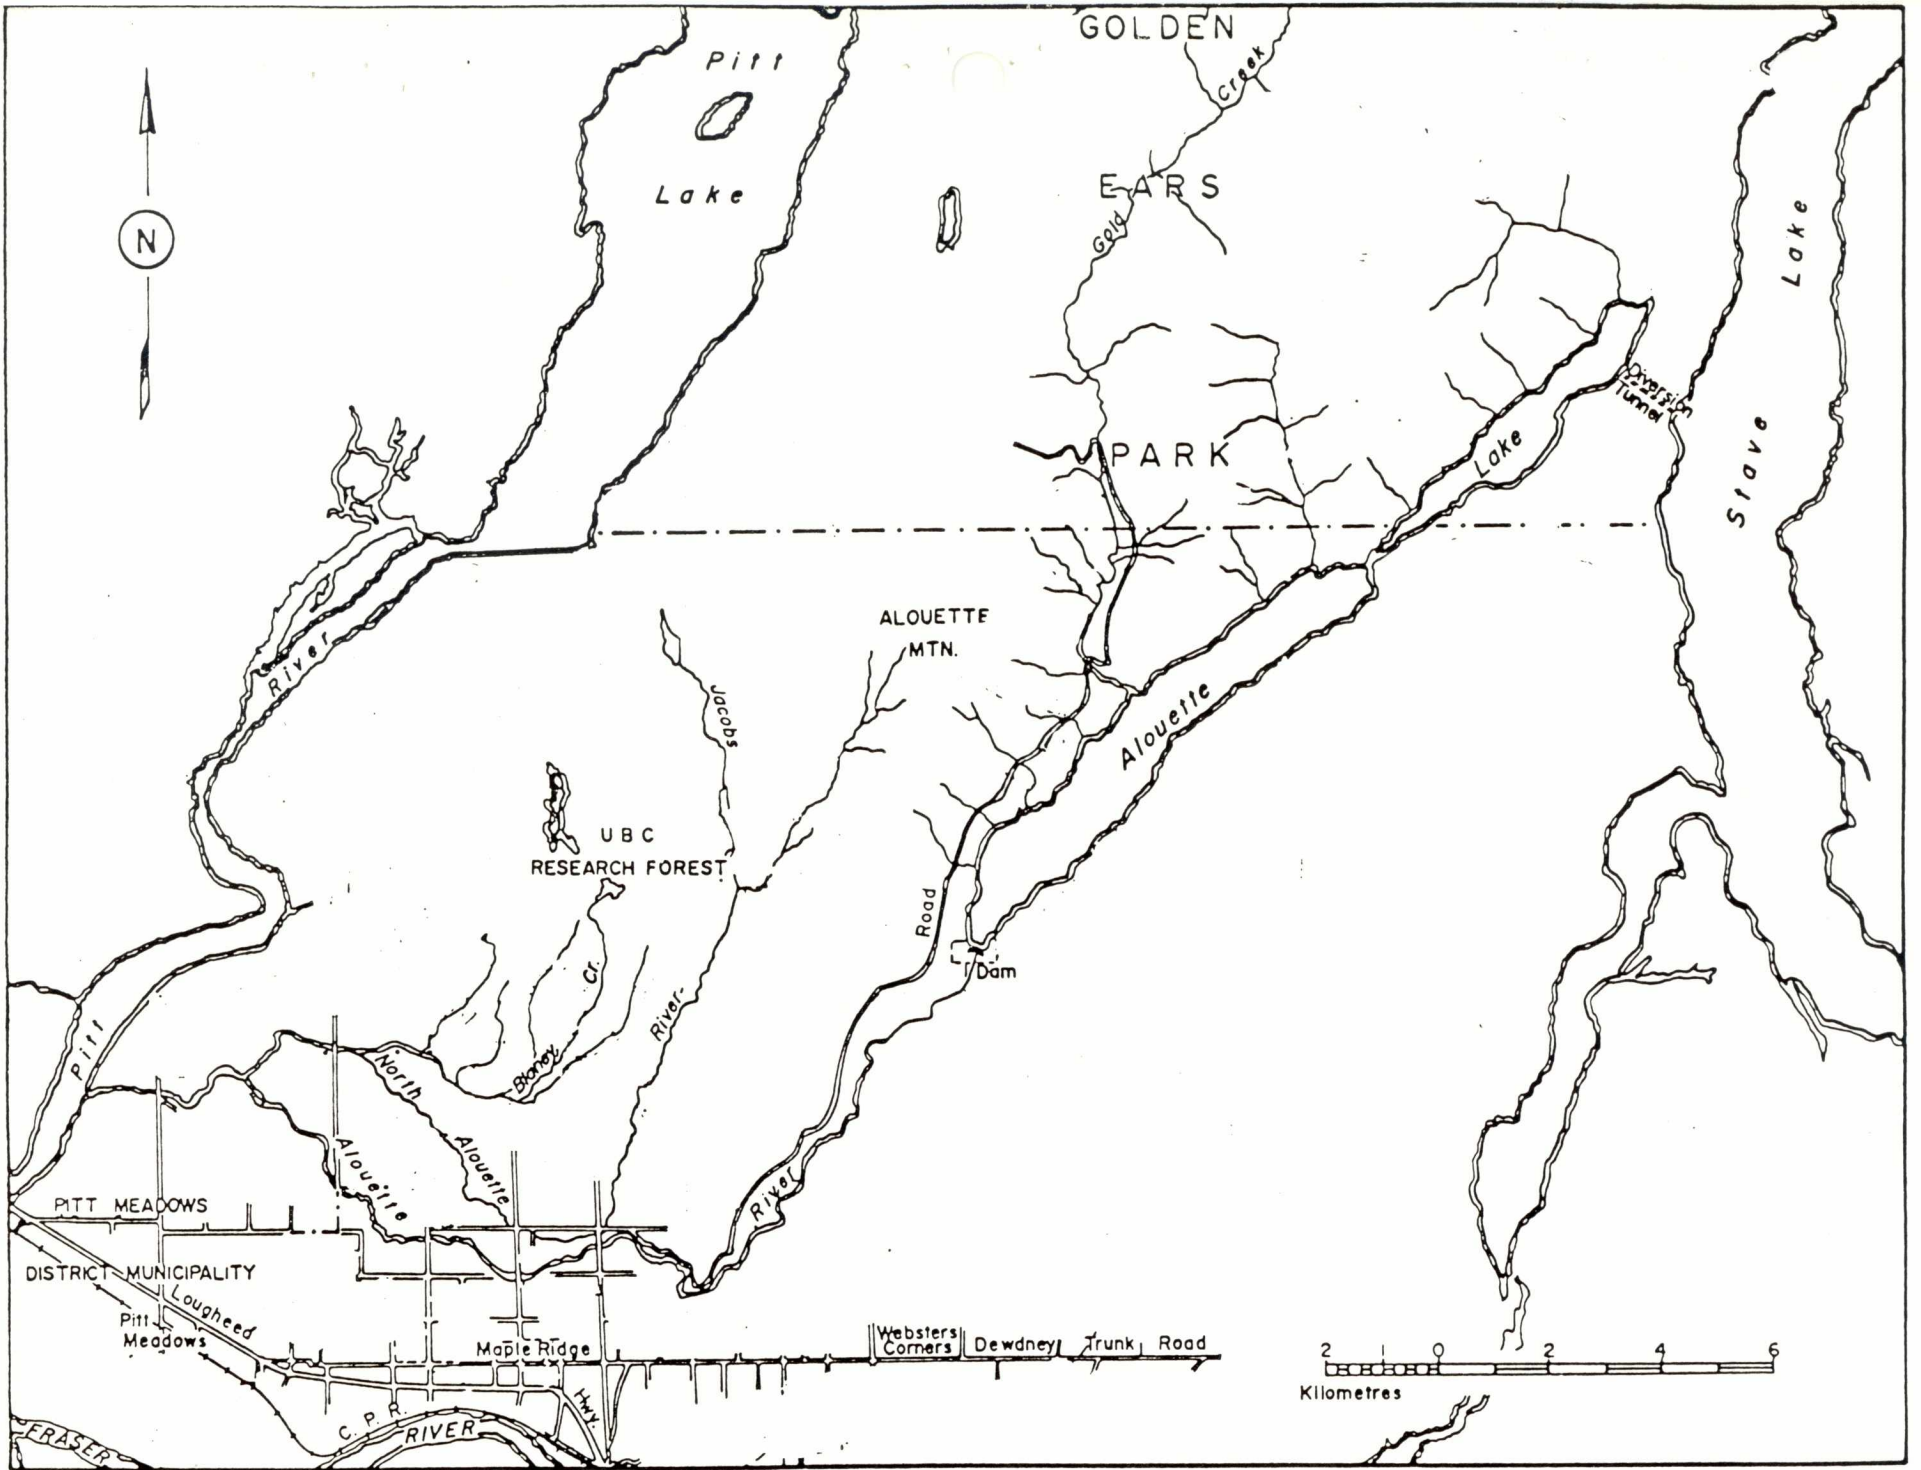 GOLDEN
Pitt
Creek
EARS
Lake
Gold
Lake
N
Diversion
Tunnel
PARK
Lake
Stave
ALOUETTE
MTN.
River
Jacobs
Alouette
UBC
RESEARCH FOREST
Road
Cr.
Dam
River
Pitt
North
Blaney
Alouette
Alouette
River
PITT MEADOWS
DISTRICT MUNICIPALITY
Lougheed
Pitt
Meadows
Maple Ridge
Websters
Corners
Dewdney Trunk Road
2 1 0 2 4 6
Kilometres
Hwy.
C. P. R.
RIVER
FRASER